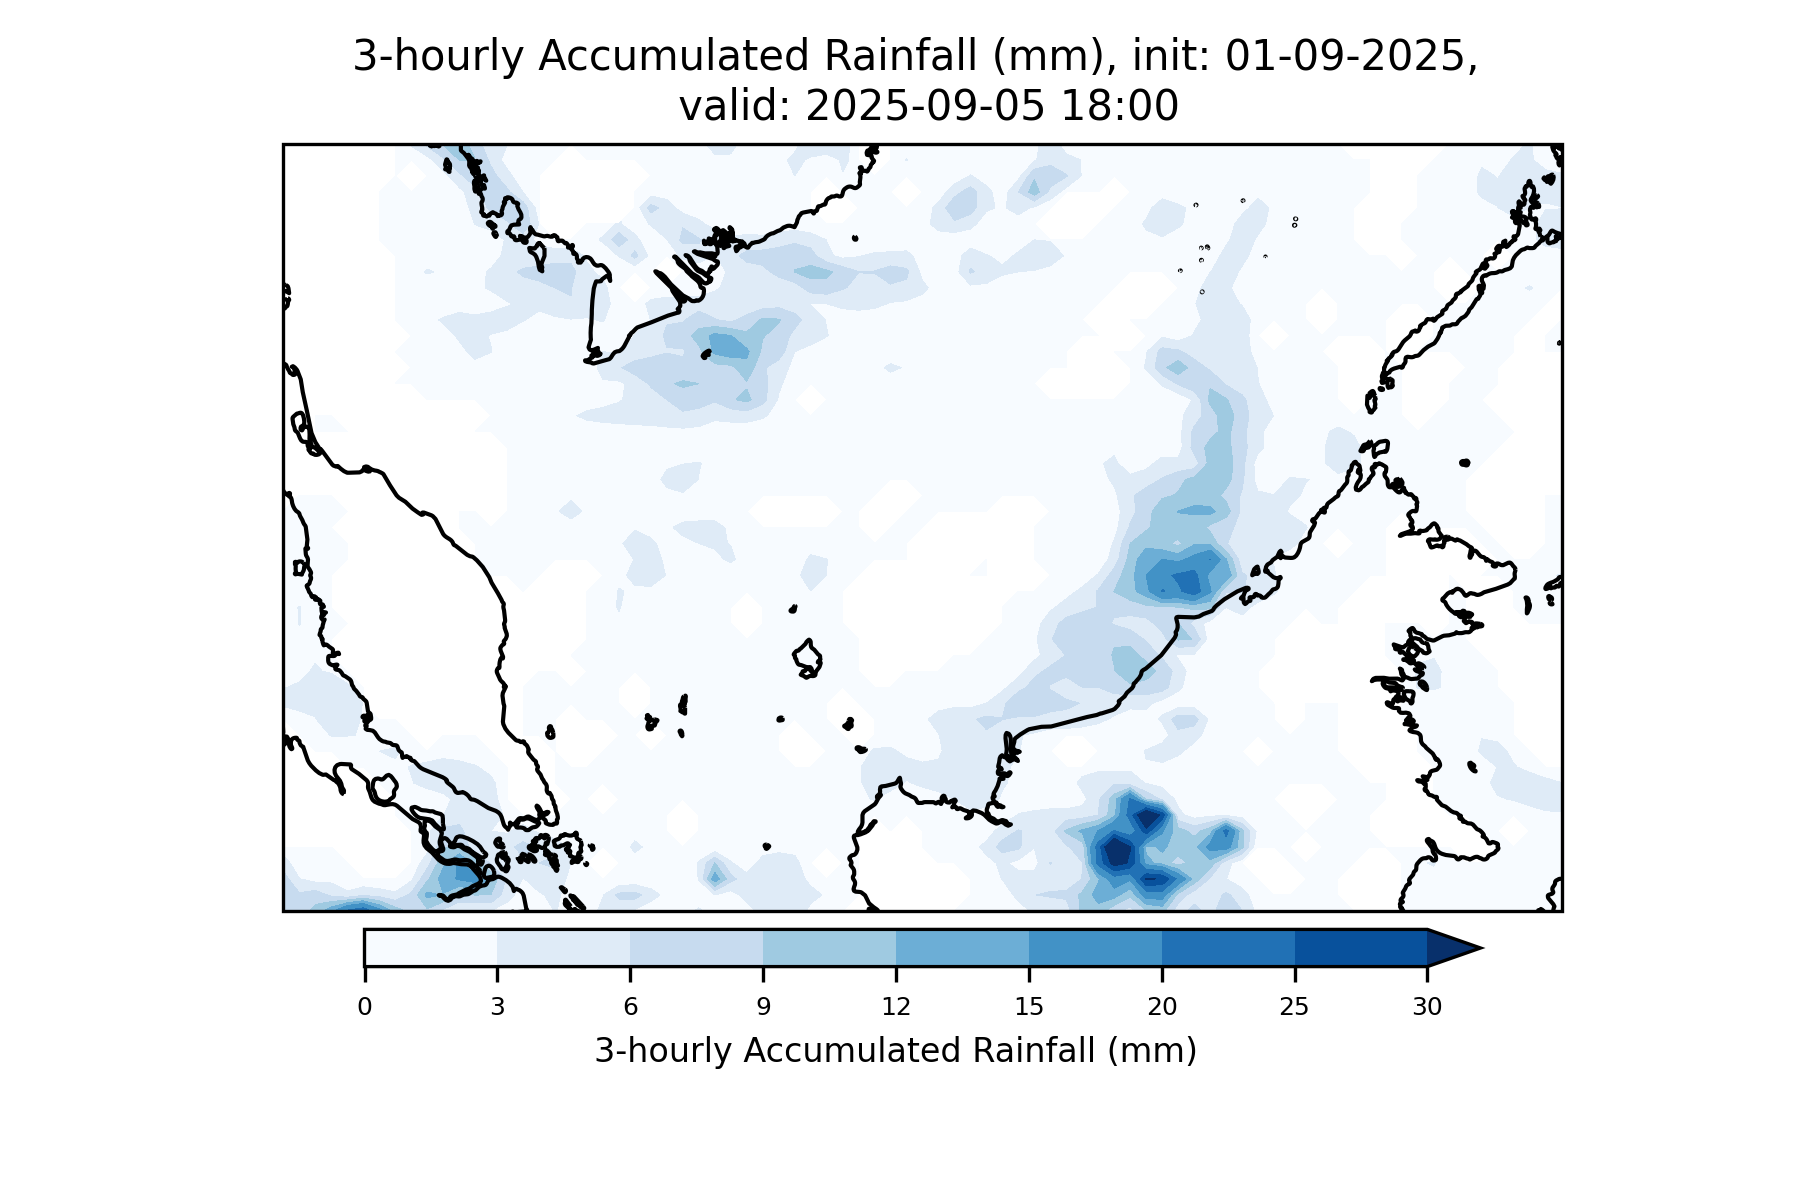 3-hourly Accumulated Rainfall (mm), init: 01-09-2025,
valid: 2025-09-05 18:00
0 3 6 9 12 15 20 25 30
3-hourly Accumulated Rainfall (mm)